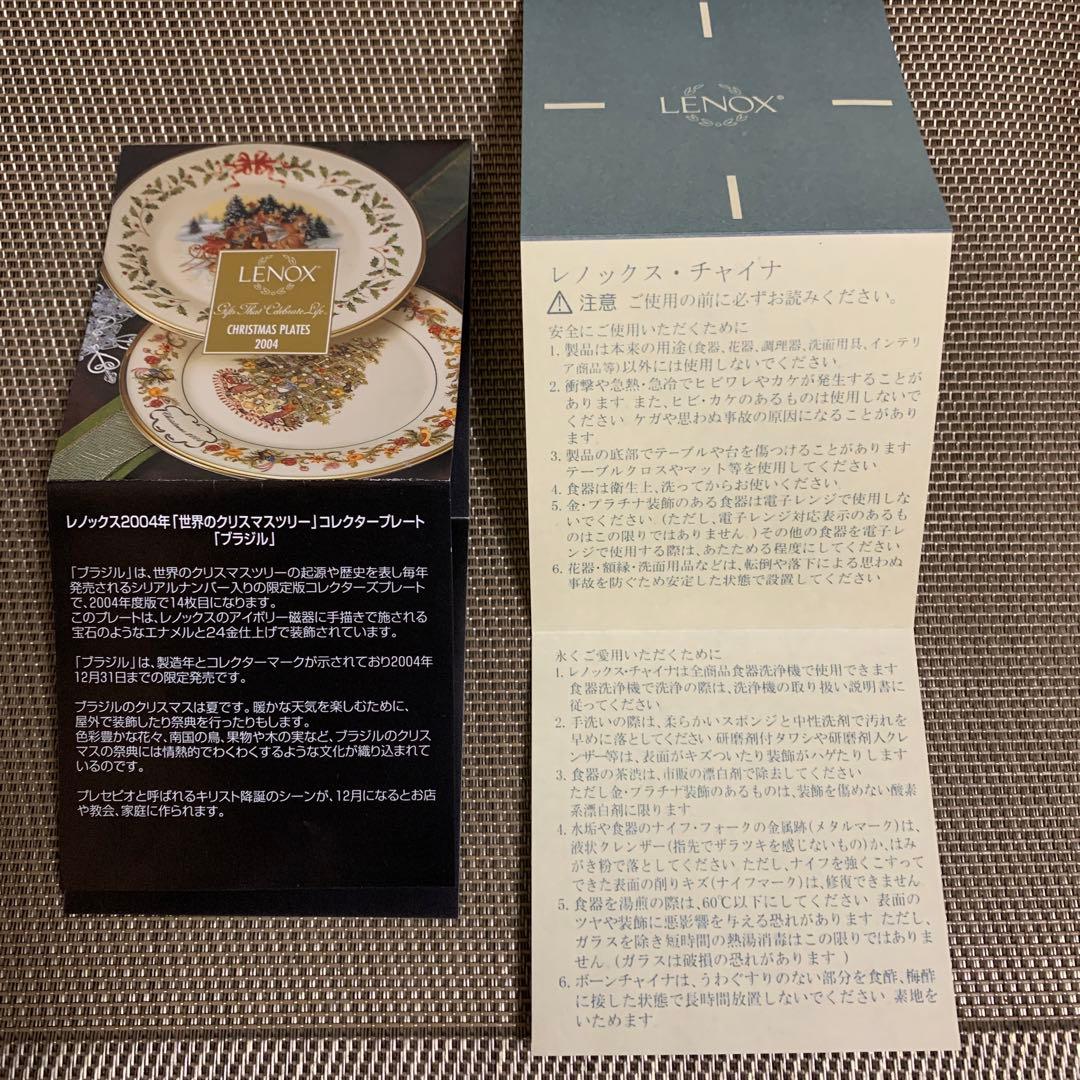 LENOX
Gifts That Celebrate Life.
CHRISTMAS PLATES
2004
レノックス2004年「世界のクリスマスツリー」コレクタープレート
「ブラジル」
「ブラジル」は、世界のクリスマスツリーの起源や歴史を表し毎年
発売されるシリアルナンバー入りの限定版コレクターズプレート
で、2004年度版で14枚目になります。
このプレートは、レノックスのアイボリー磁器に手描きで施される
宝石のようなエナメルと24金仕上げで装飾されています。
「ブラジル」は、製造年とコレクターマークが示されており2004年
12月31日までの限定発売です。
ブラジルのクリスマスは夏です。暖かな天気を楽しむために、
屋外で装飾したり祭典を行ったりもします。
色彩豊かな花々、南国の鳥、果物や木の実など、ブラジルのクリス
マスの祭典には情熱的でわくわくするような文化が織り込まれて
いるのです。
プレセピオと呼ばれるキリスト降誕のシーンが、12月になるとお店
や教会、家庭に作られます。
LENOX®
レノックス・チャイナ
⚠ 注意 ご使用の前に必ずお読みください。
安全にご使用いただくために
1. 製品は本来の用途(食器、花器、調理器、洗面用具、インテリ
ア商品等)以外には使用しないでください
2. 衝撃や急熱・急冷でヒビワレやカケが発生することが
あります また、ヒビ・カケのあるものは使用しないで
ください ケガや思わぬ事故の原因になることがあり
ます
3. 製品の底部でテーブルや台を傷つけることがあります
テーブルクロスやマット等を使用してください
4. 食器は衛生上、洗ってからお使いください
5. 金・プラチナ装飾のある食器は電子レンジで使用しな
いでください (ただし、電子レンジ対応表示のあるも
のはこの限りではありません )その他の食器を電子レ
ンジで使用する際は、あたためる程度にしてください
6. 花器・額縁・洗面用品などは、転倒や落下による思わぬ
事故を防ぐため安定した状態で設置してください
永くご愛用いただくために
1. レノックス・チャイナは全商品食器洗浄機で使用できます
食器洗浄機で洗浄の際は、洗浄機の取り扱い説明書に
従ってください
2. 手洗いの際は、柔らかいスポンジと中性洗剤で汚れを
早めに落としてください 研磨剤付タワシや研磨剤入クレ
ンザー等は、表面がキズついたり装飾がハゲたりします
3. 食器の茶渋は、市販の漂白剤で除去してください
ただし金・プラチナ装飾のあるものは、装飾を傷めない酸素
系漂白剤に限ります
4. 水垢や食器のナイフ・フォークの金属跡(メタルマーク)は、
液状クレンザー(指先でザラツキを感じないもの)か、はみ
がき粉で落としてください ただし、ナイフを強くこすって
できた表面の削りキズ(ナイフマーク)は、修復できません
5. 食器を湯煎の際は、60℃以下にしてください 表面の
ツヤや装飾に悪影響を与える恐れがあります ただし、
ガラスを除き短時間の熱湯消毒はこの限りではありま
せん (ガラスは破損の恐れがあります )
6. ボーンチャイナは、うわぐすりのない部分を食酢、梅酢
に接した状態で長時間放置しないでください 素地を
いためます